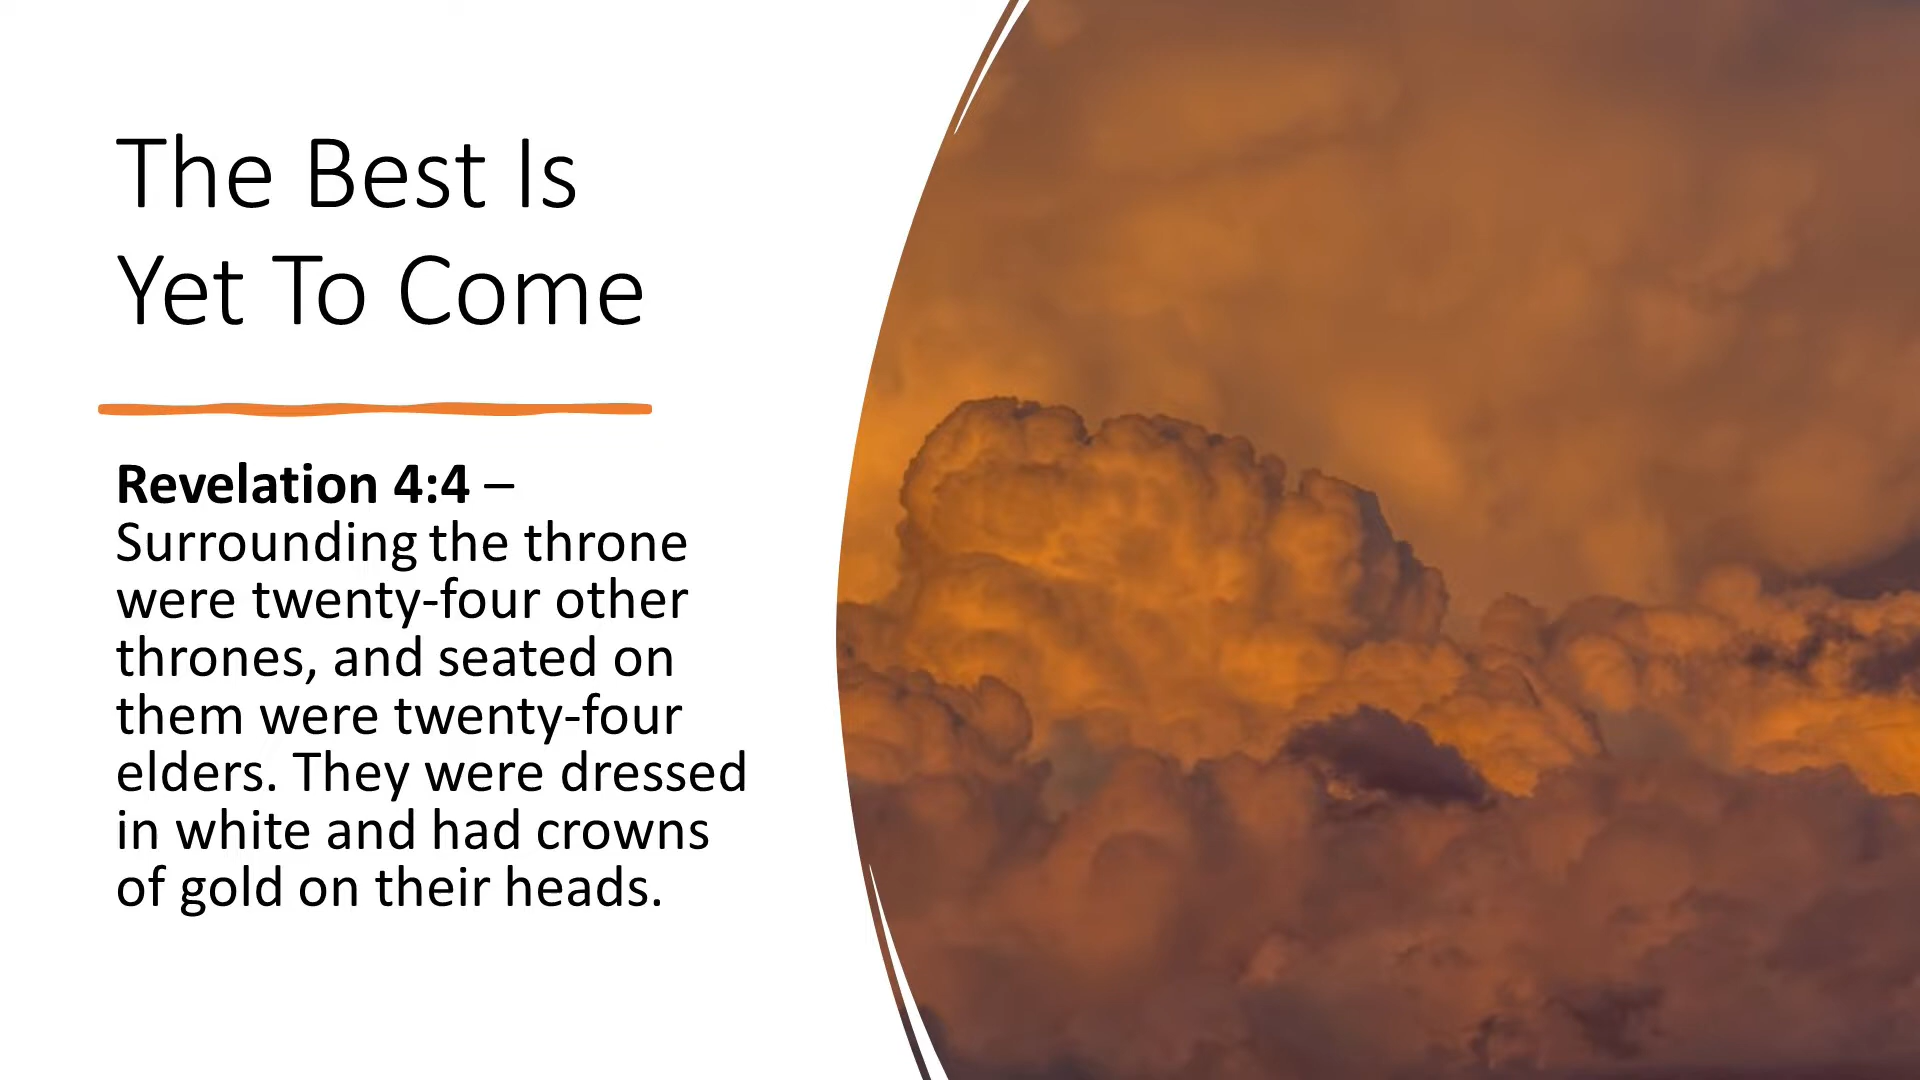 The Best Is
Yet To Come
Revelation 4:4 –
Surrounding the throne
were twenty-four other
thrones, and seated on
them were twenty-four
elders. They were dressed
in white and had crowns
of gold on their heads.